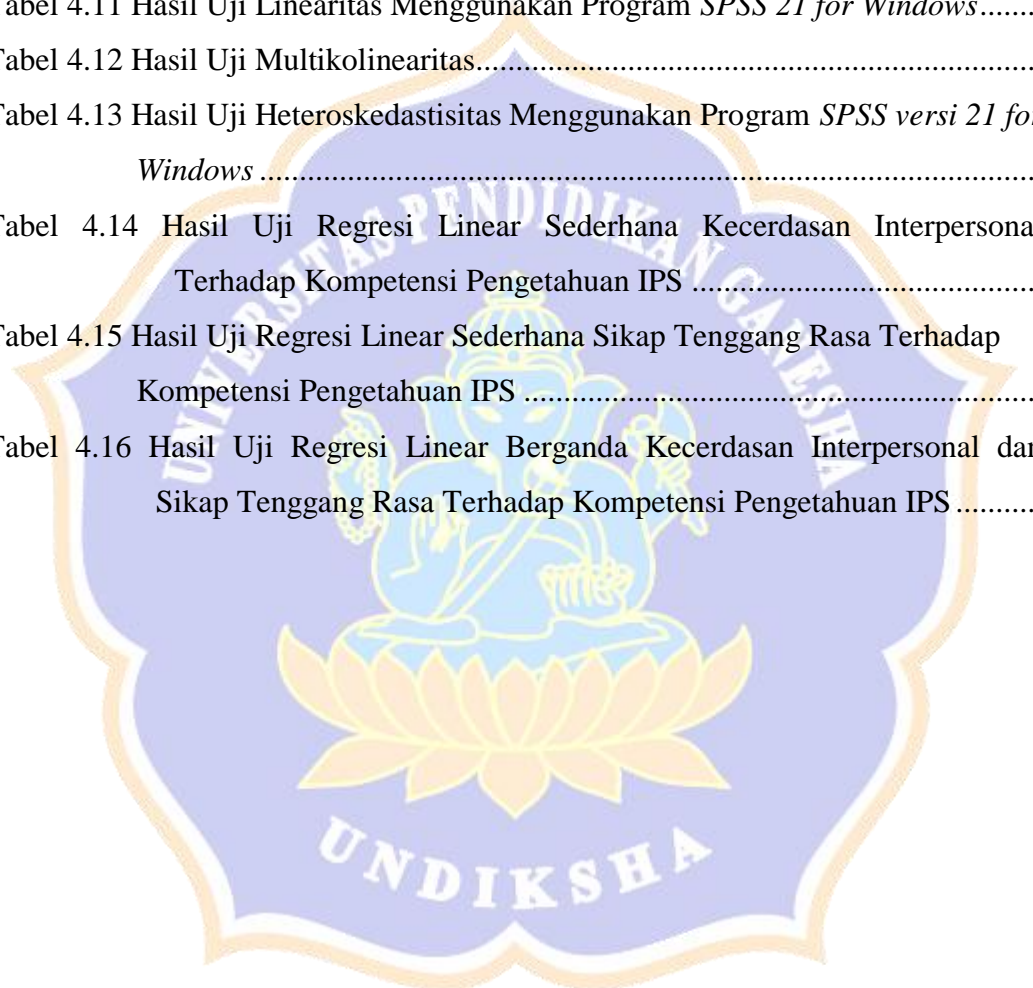 Tabel 4.11 Hasil Uji Linearitas Menggunakan Program SPSS 21 for Windows.......
Tabel 4.12 Hasil Uji Multikolinearitas.......................................................................
Tabel 4.13 Hasil Uji Heteroskedastisitas Menggunakan Program SPSS versi 21 for
Windows ..........................................................................................................
Tabel 4.14 Hasil Uji Regresi Linear Sederhana Kecerdasan Interpersonal
Terhadap Kompetensi Pengetahuan IPS ...........................................
Tabel 4.15 Hasil Uji Regresi Linear Sederhana Sikap Tenggang Rasa Terhadap
Kompetensi Pengetahuan IPS .................................................................
Tabel 4.16 Hasil Uji Regresi Linear Berganda Kecerdasan Interpersonal dan
Sikap Tenggang Rasa Terhadap Kompetensi Pengetahuan IPS ..........
UNIVERSITAS PENDIDIKAN GANESHA
UNDIKSHA